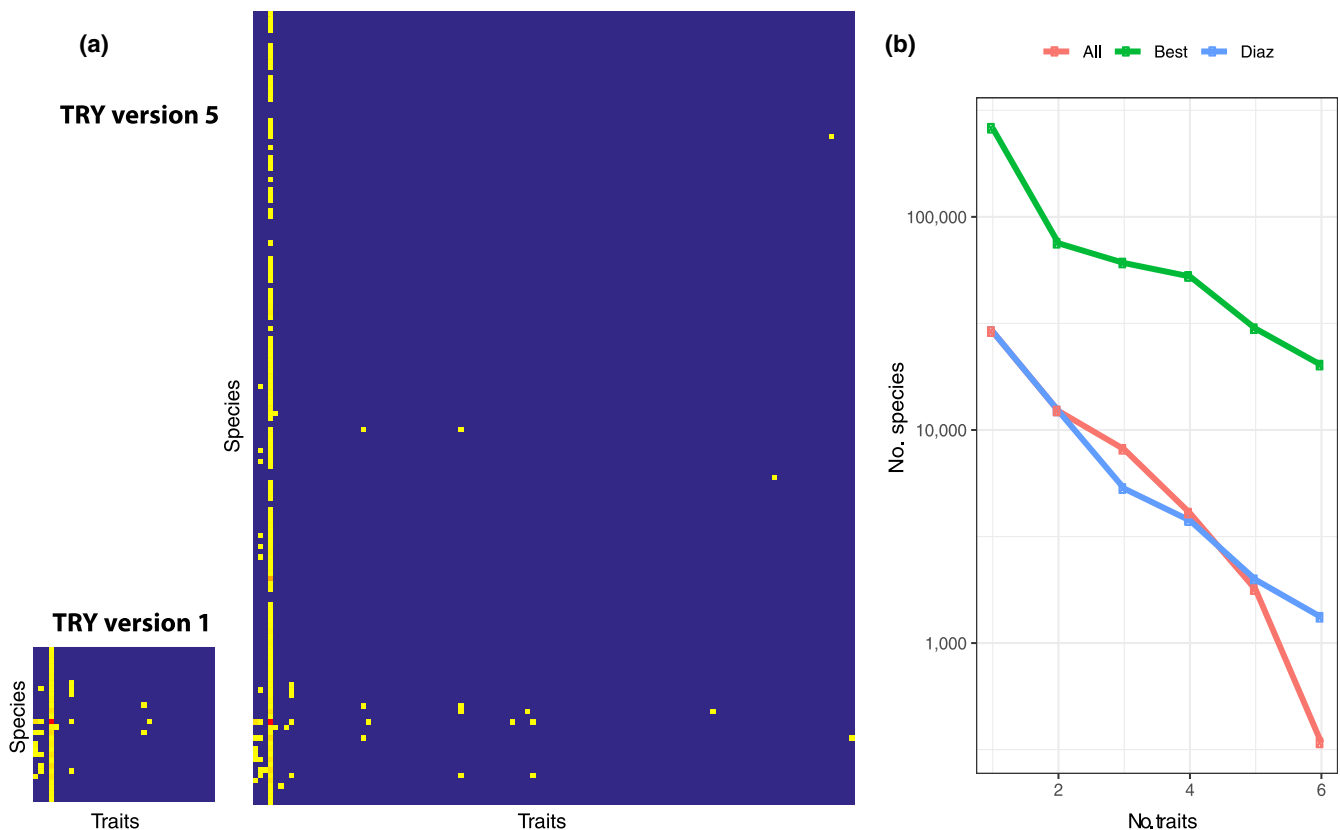 (a)
TRY version 5
Species
Traits
TRY version 1
Species
Traits
(b)
All Best Diaz
100,000
10,000
1,000
No. species
2 4 6
No. traits